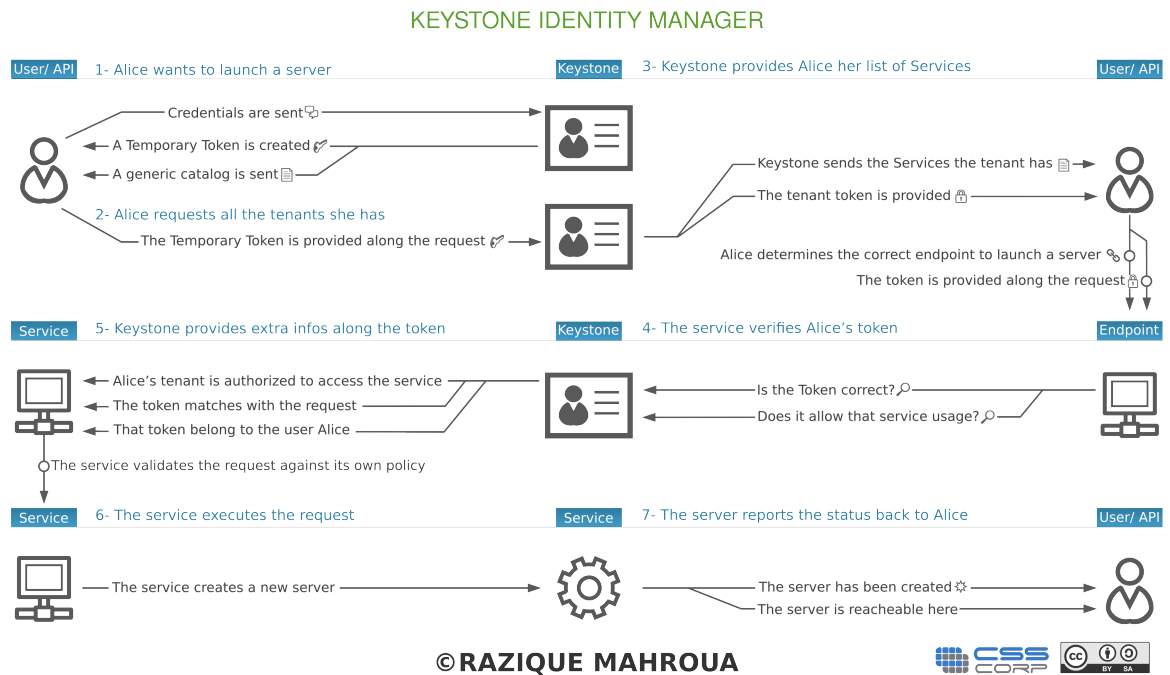 KEYSTONE IDENTITY MANAGER
User/ API
1- Alice wants to launch a server
Keystone
3- Keystone provides Alice her list of Services
User/ API
Credentials are sent
A Temporary Token is created
A generic catalog is sent
2- Alice requests all the tenants she has
The Temporary Token is provided along the request
Keystone sends the Services the tenant has
The tenant token is provided
Alice determines the correct endpoint to launch a server
The token is provided along the request
Service
5- Keystone provides extra infos along the token
Keystone
4- The service verifies Alice’s token
Endpoint
Alice’s tenant is authorized to access the service
The token matches with the request
That token belong to the user Alice
The service validates the request against its own policy
Is the Token correct?
Does it allow that service usage?
Service
6- The service executes the request
Service
7- The server reports the status back to Alice
User/ API
The service creates a new server
The server has been created
The server is reacheable here
©RAZIQUE MAHROUA
CSS
CORP
cc
BY SA